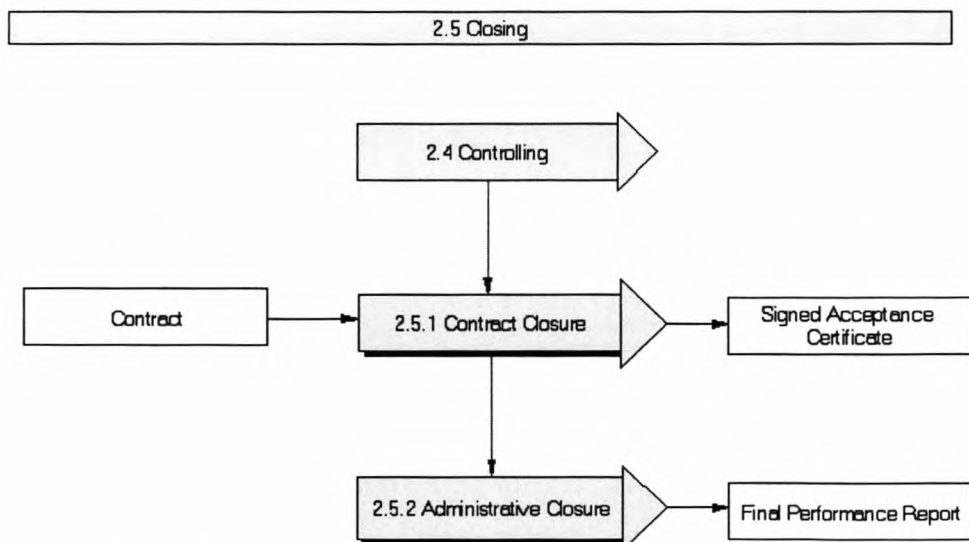 2.5 Closing
2.4 Controlling
Contract
2.5.1 Contract Closure
Signed Acceptance
Certificate
2.5.2 Administrative Closure
Final Performance Report